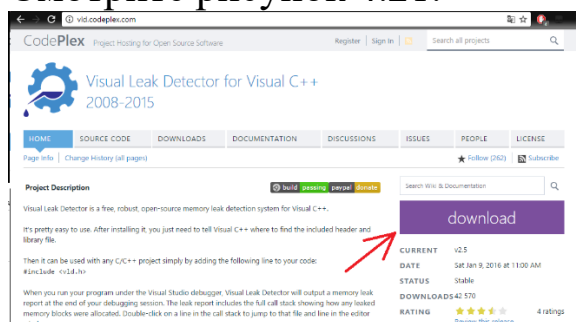 Смотрите рисунок 4.21.
vld.codeplex.com
CodePlex Project Hosting for Open Source Software
Register Sign In
Search all projects
Visual Leak Detector for Visual C++
2008-2015
HOME SOURCE CODE DOWNLOADS DOCUMENTATION DISCUSSIONS ISSUES PEOPLE LICENSE
Page Info Change History (all pages)
Follow (262) Subscribe
Project Description
build passing paypal donate
Search Wiki & Documentation
Visual Leak Detector is a free, robust, open-source memory leak detection system for Visual C++.
It's pretty easy to use. After installing it, you just need to tell Visual C++ where to find the included header and
library file.
Then it can be used with any C/C++ project simply by adding the following line to your code:
#include <vld.h>
When you run your program under the Visual Studio debugger, Visual Leak Detector will output a memory leak
report at the end of your debugging session. The leak report includes the full call stack showing how any leaked
memory blocks were allocated. Double-click on a line in the call stack to jump to that file and line in the editor
download
CURRENT v2.5
DATE Sat Jan 9, 2016 at 11:00 AM
STATUS Stable
DOWNLOADS 42 570
RATING 4 ratings
Review this release